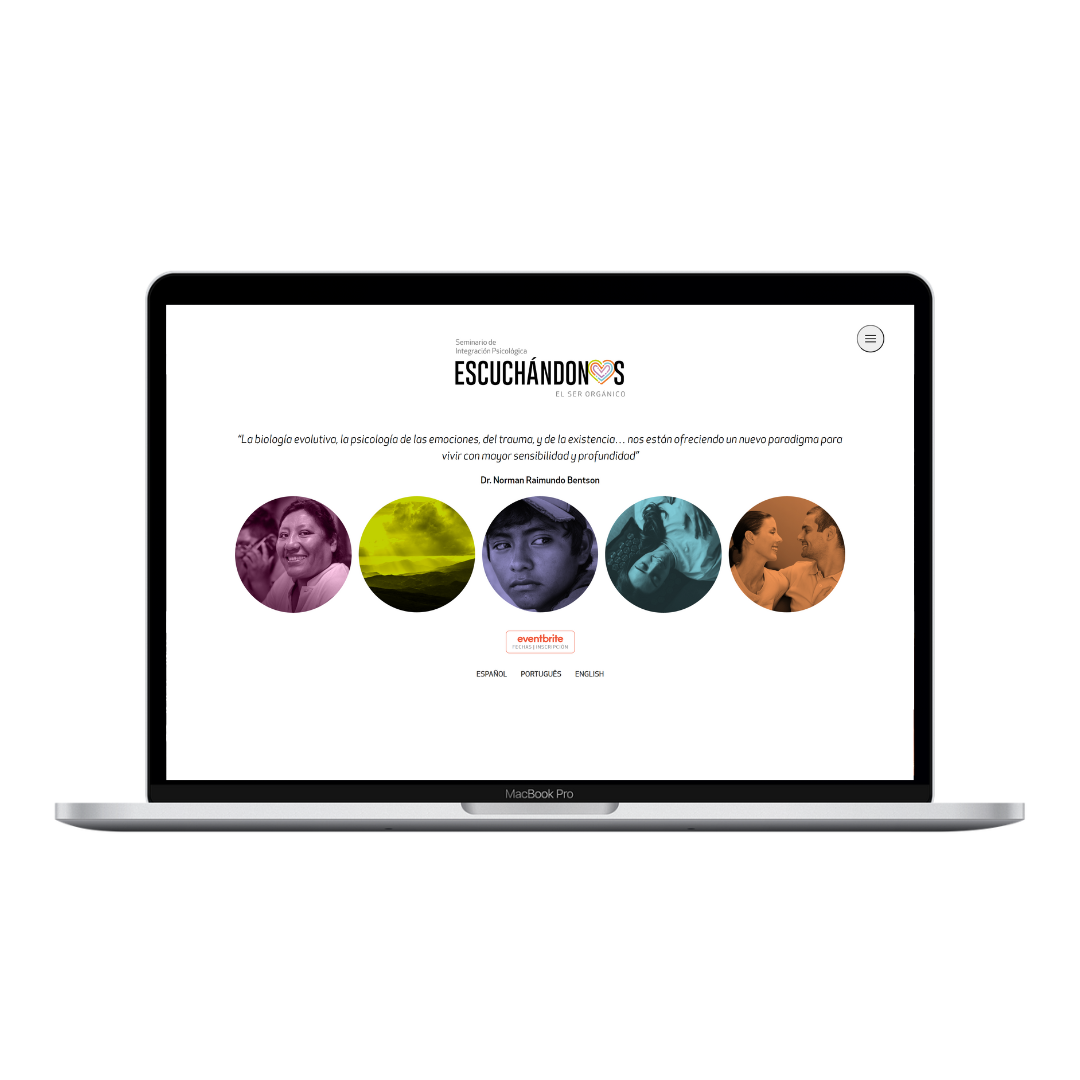 Seminario de
Integración Psicológica
ESCUCHÁNDONOS
EL SER ORGÁNICO
“La biología evolutiva, la psicología de las emociones, del trauma, y de la existencia… nos están ofreciendo un nuevo paradigma para
vivir con mayor sensibilidad y profundidad”
Dr. Norman Raimundo Bentson
eventbrite
FECHAS | INSCRIPCIÓN
ESPAÑOL PORTUGUÊS ENGLISH
MacBook Pro